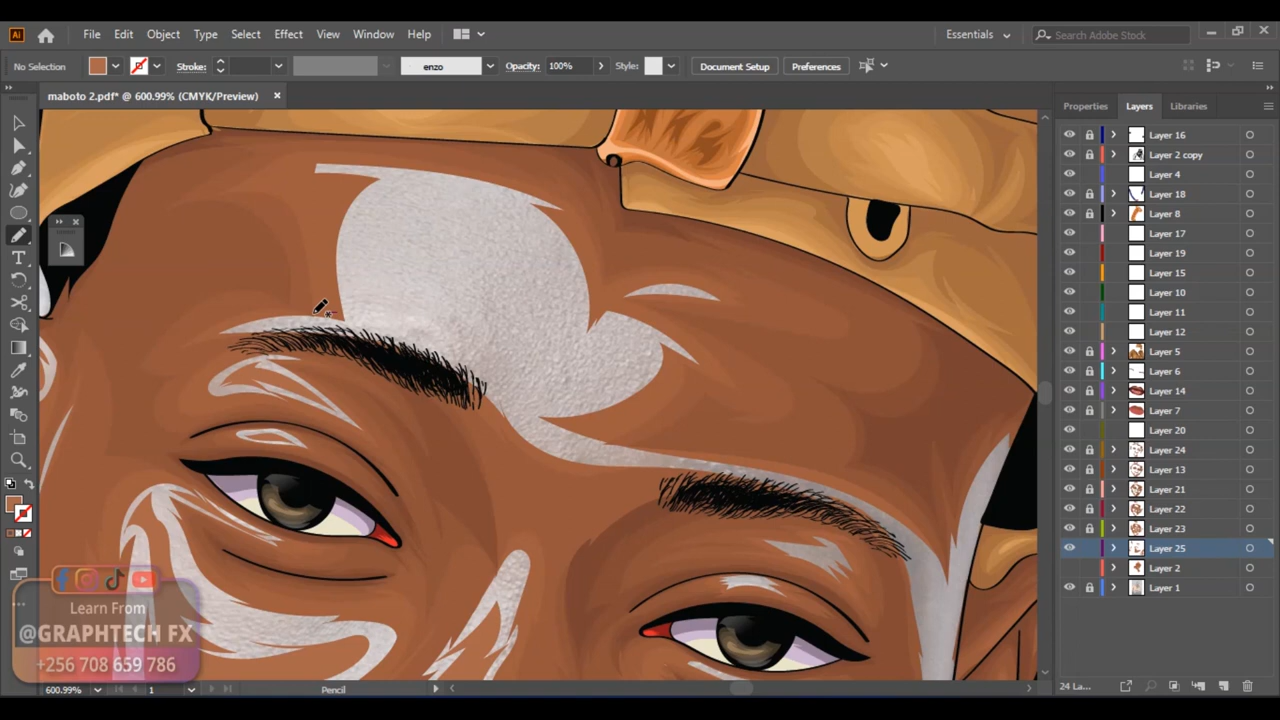 Ai File Edit Object Type Select Effect View Window Help Essentials Search Adobe Stock
No Selection Stroke: enzo Opacity: 100% Style: Document Setup Preferences
maboto 2.pdf* @ 600.99% (CMYK/Preview)
Properties Layers Libraries
Layer 16
Layer 2 copy
Layer 4
Layer 18
Layer 8
Layer 17
Layer 19
Layer 15
Layer 10
Layer 11
Layer 12
Layer 5
Layer 6
Layer 14
Layer 7
Layer 20
Layer 24
Layer 13
Layer 21
Layer 22
Layer 23
Layer 25
Layer 2
Layer 1
Learn From
@GRAPHTECH FX
+256 708 659 786
600.99% 1 Pencil 24 La...